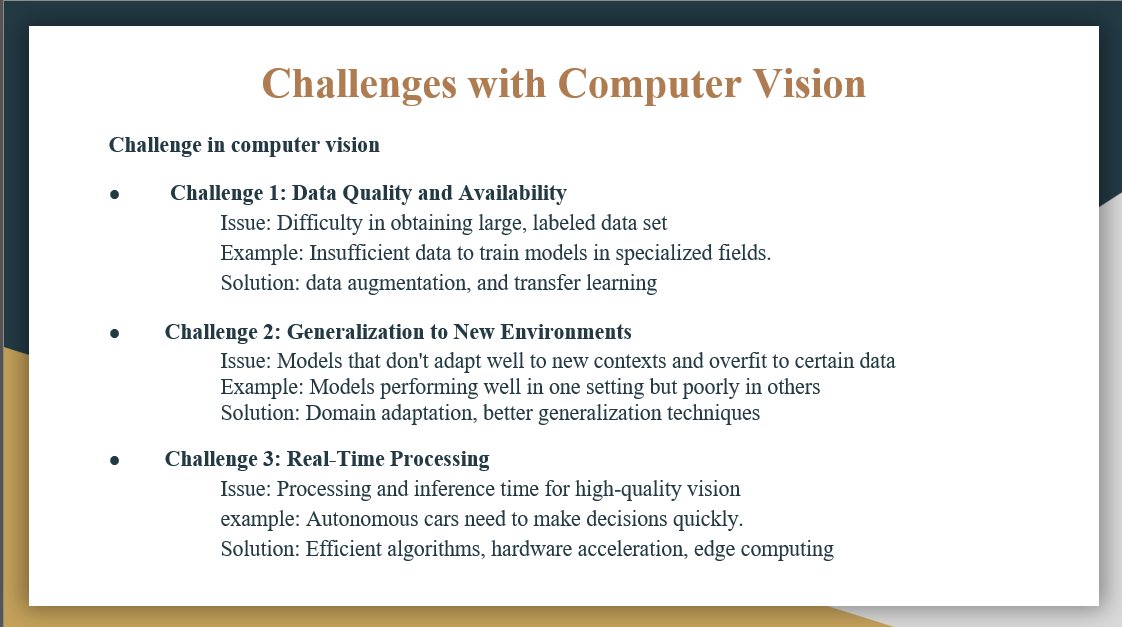 Challenges with Computer Vision
Challenge in computer vision
● Challenge 1: Data Quality and Availability
Issue: Difficulty in obtaining large, labeled data set
Example: Insufficient data to train models in specialized fields.
Solution: data augmentation, and transfer learning
● Challenge 2: Generalization to New Environments
Issue: Models that don't adapt well to new contexts and overfit to certain data
Example: Models performing well in one setting but poorly in others
Solution: Domain adaptation, better generalization techniques
● Challenge 3: Real-Time Processing
Issue: Processing and inference time for high-quality vision
example: Autonomous cars need to make decisions quickly.
Solution: Efficient algorithms, hardware acceleration, edge computing